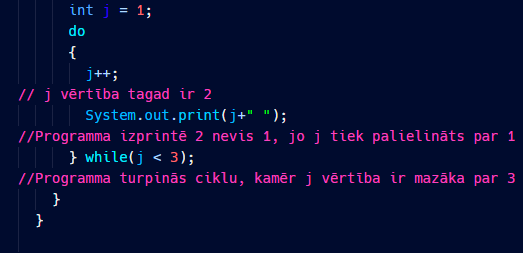 int j = 1;
do
{
j++;
// j vērtība tagad ir 2
System.out.print(j+" ");
//Programma izprintē 2 nevis 1, jo j tiek palielināts par 1
} while(j < 3);
//Programma turpinās ciklu, kamēr j vērtība ir mazāka par 3
}
}